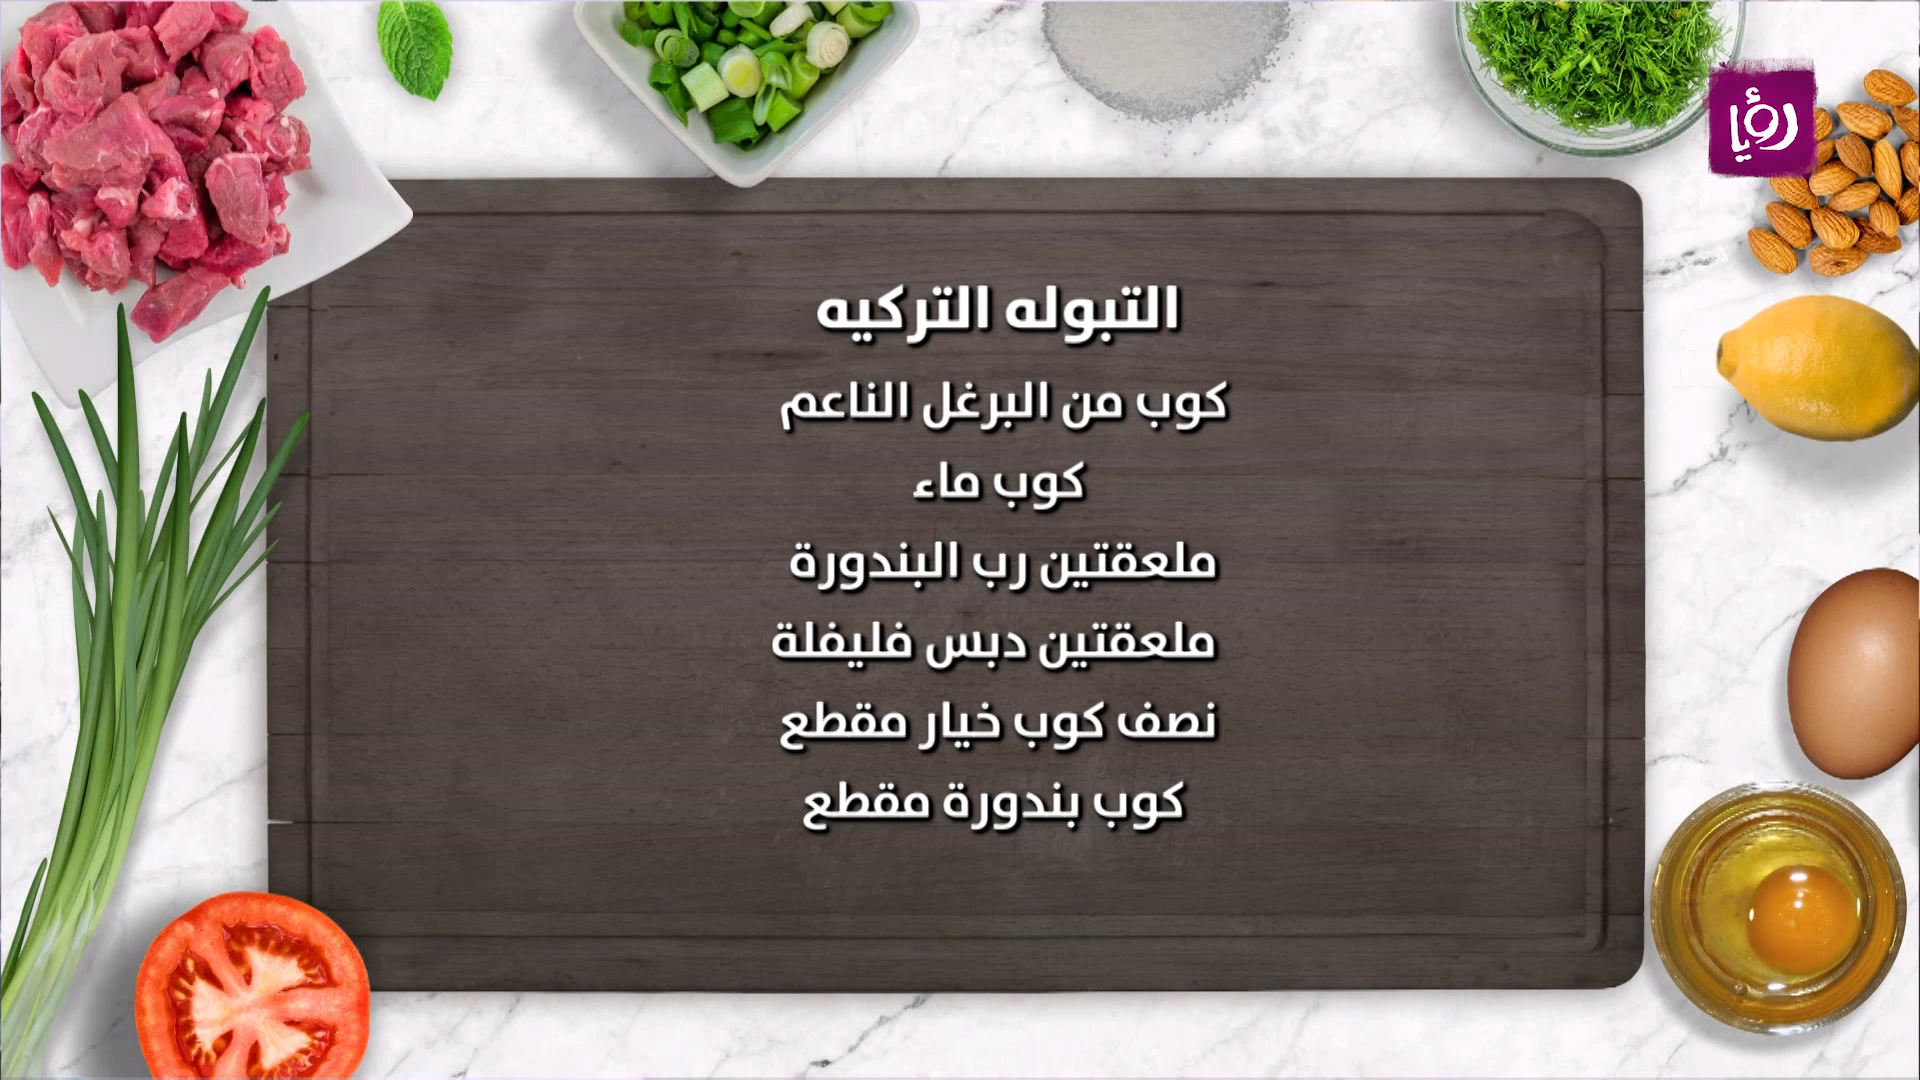 رؤيا
التبوله التركيه
كوب من البرغل الناعم
كوب ماء
ملعقتين رب البندورة
ملعقتين دبس فليفلة
نصف كوب خيار مقطع
كوب بندورة مقطع